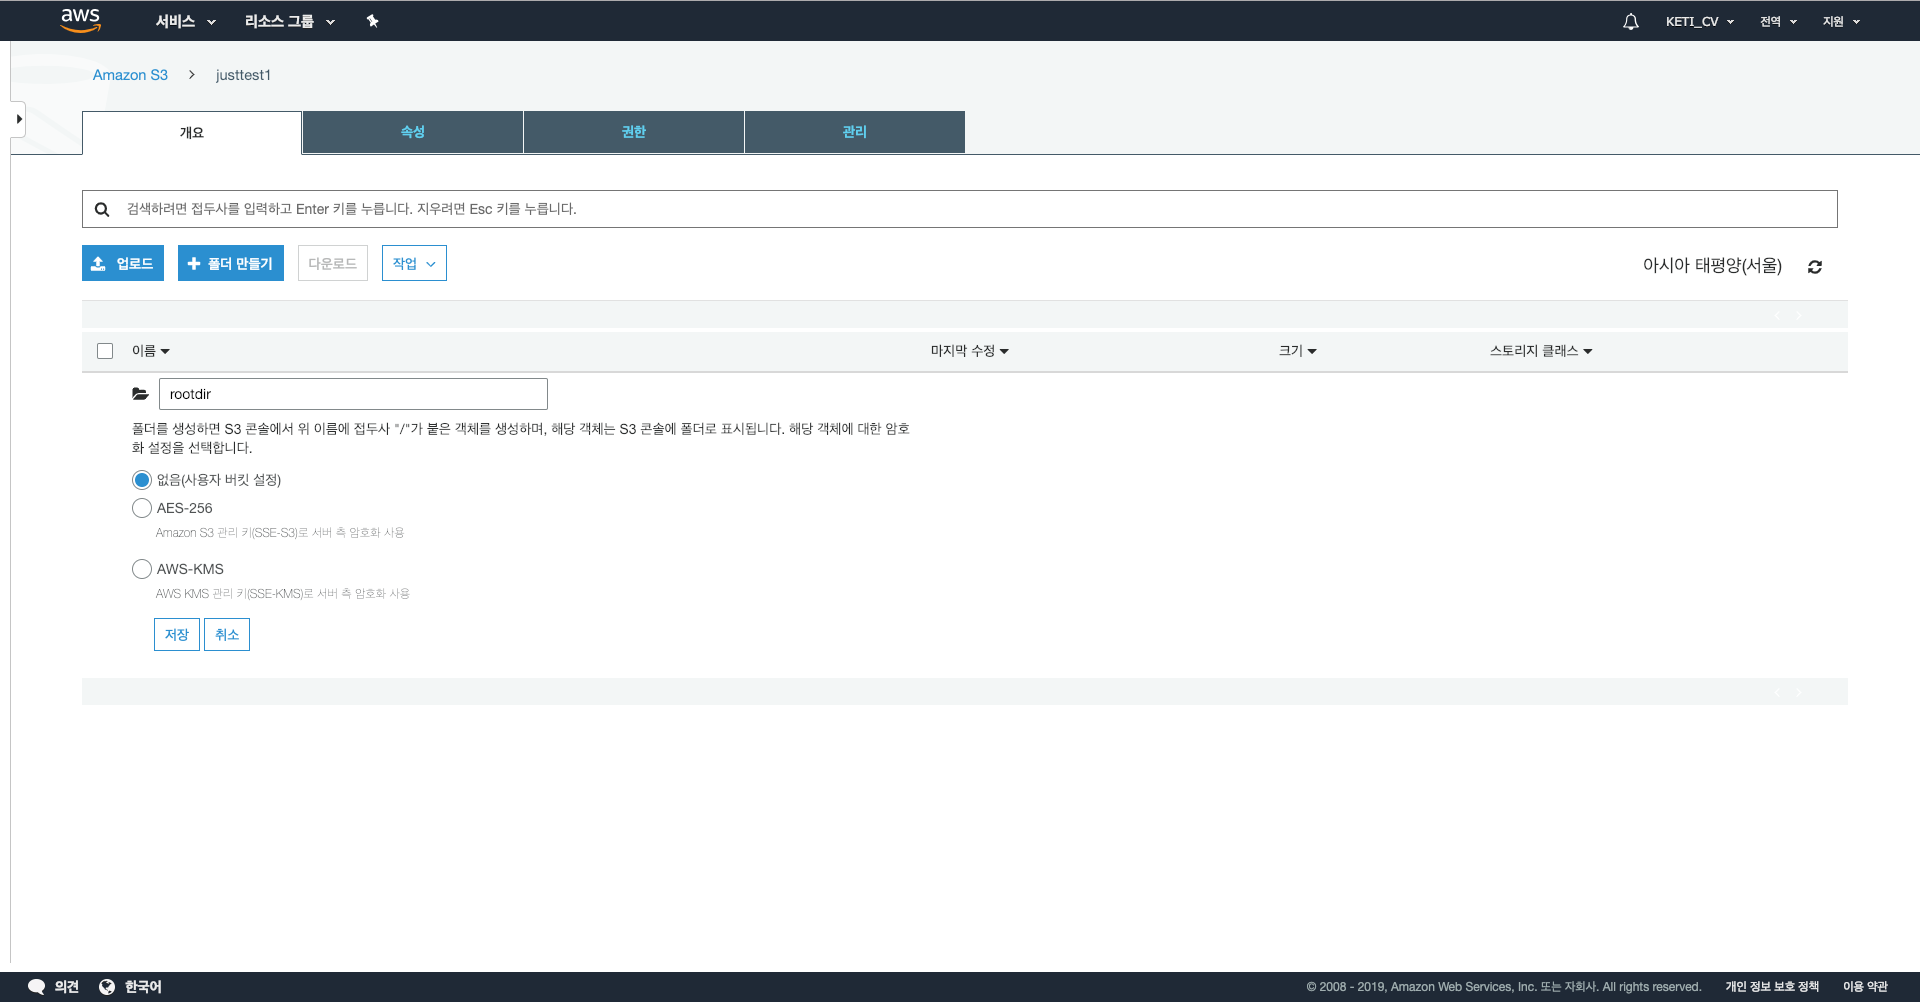 aws 서비스 리소스 그룹 KETI_CV 전역 지원
Amazon S3 > justtest1
개요 속성 권한 관리
검색하려면 접두사를 입력하고 Enter 키를 누릅니다. 지우려면 Esc 키를 누릅니다.
업로드 + 폴더 만들기 다운로드 작업 아시아 태평양(서울)
이름 마지막 수정 크기 스토리지 클래스
rootdir
폴더를 생성하면 S3 콘솔에서 위 이름에 접두사 "/"가 붙은 객체를 생성하며, 해당 객체는 S3 콘솔에 폴더로 표시됩니다. 해당 객체에 대한 암호
화 설정을 선택합니다.
없음(사용자 버킷 설정)
AES-256
Amazon S3 관리 키(SSE-S3)로 서버 측 암호화 사용
AWS-KMS
AWS KMS 관리 키(SSE-KMS)로 서버 측 암호화 사용
저장 취소
의견 한국어 © 2008 - 2019, Amazon Web Services, Inc. 또는 자회사. All rights reserved. 개인 정보 보호 정책 이용 약관